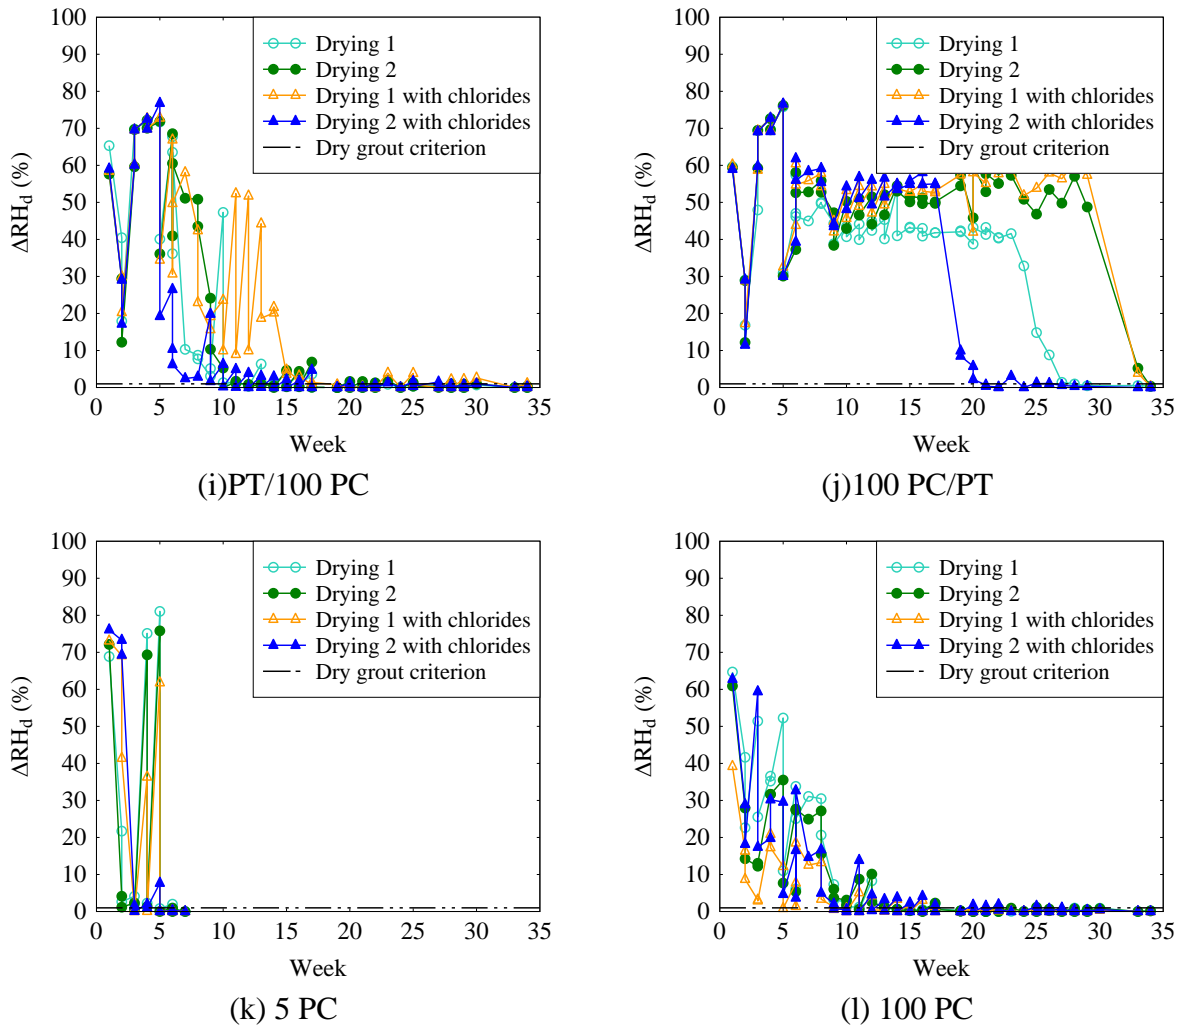 100
90
80
70
60
50
40
30
20
10
0
ΔRHd (%)
0 5 10 15 20 25 30 35
Week
Drying 1
Drying 2
Drying 1 with chlorides
Drying 2 with chlorides
Dry grout criterion
(i)PT/100 PC
100
90
80
70
60
50
40
30
20
10
0
ΔRHd (%)
0 5 10 15 20 25 30 35
Week
Drying 1
Drying 2
Drying 1 with chlorides
Drying 2 with chlorides
Dry grout criterion
(j)100 PC/PT
100
90
80
70
60
50
40
30
20
10
0
ΔRHd (%)
0 5 10 15 20 25 30 35
Week
Drying 1
Drying 2
Drying 1 with chlorides
Drying 2 with chlorides
Dry grout criterion
(k) 5 PC
100
90
80
70
60
50
40
30
20
10
0
ΔRHd (%)
0 5 10 15 20 25 30 35
Week
Drying 1
Drying 2
Drying 1 with chlorides
Drying 2 with chlorides
Dry grout criterion
(l) 100 PC